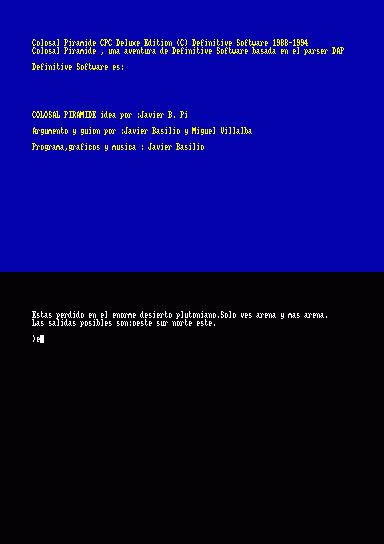 Colosal Piramide CPC Deluxe Edition (C) Definitive Software 1988-1994
Colosal Piramide , una aventura de Definitive Software basada en el parser DAP
Definitive Software es:
COLOSAL PIRAMIDE idea por :Javier B. Pi
Argumento y guion por :Javier Basilio y Miguel Villalba
Programa,graficos y musica : Javier Basilio
Estas perdido en el enorme desierto plutoniano.Solo ves arena y mas arena.
Las salidas posibles son:oeste sur norte este.
>e